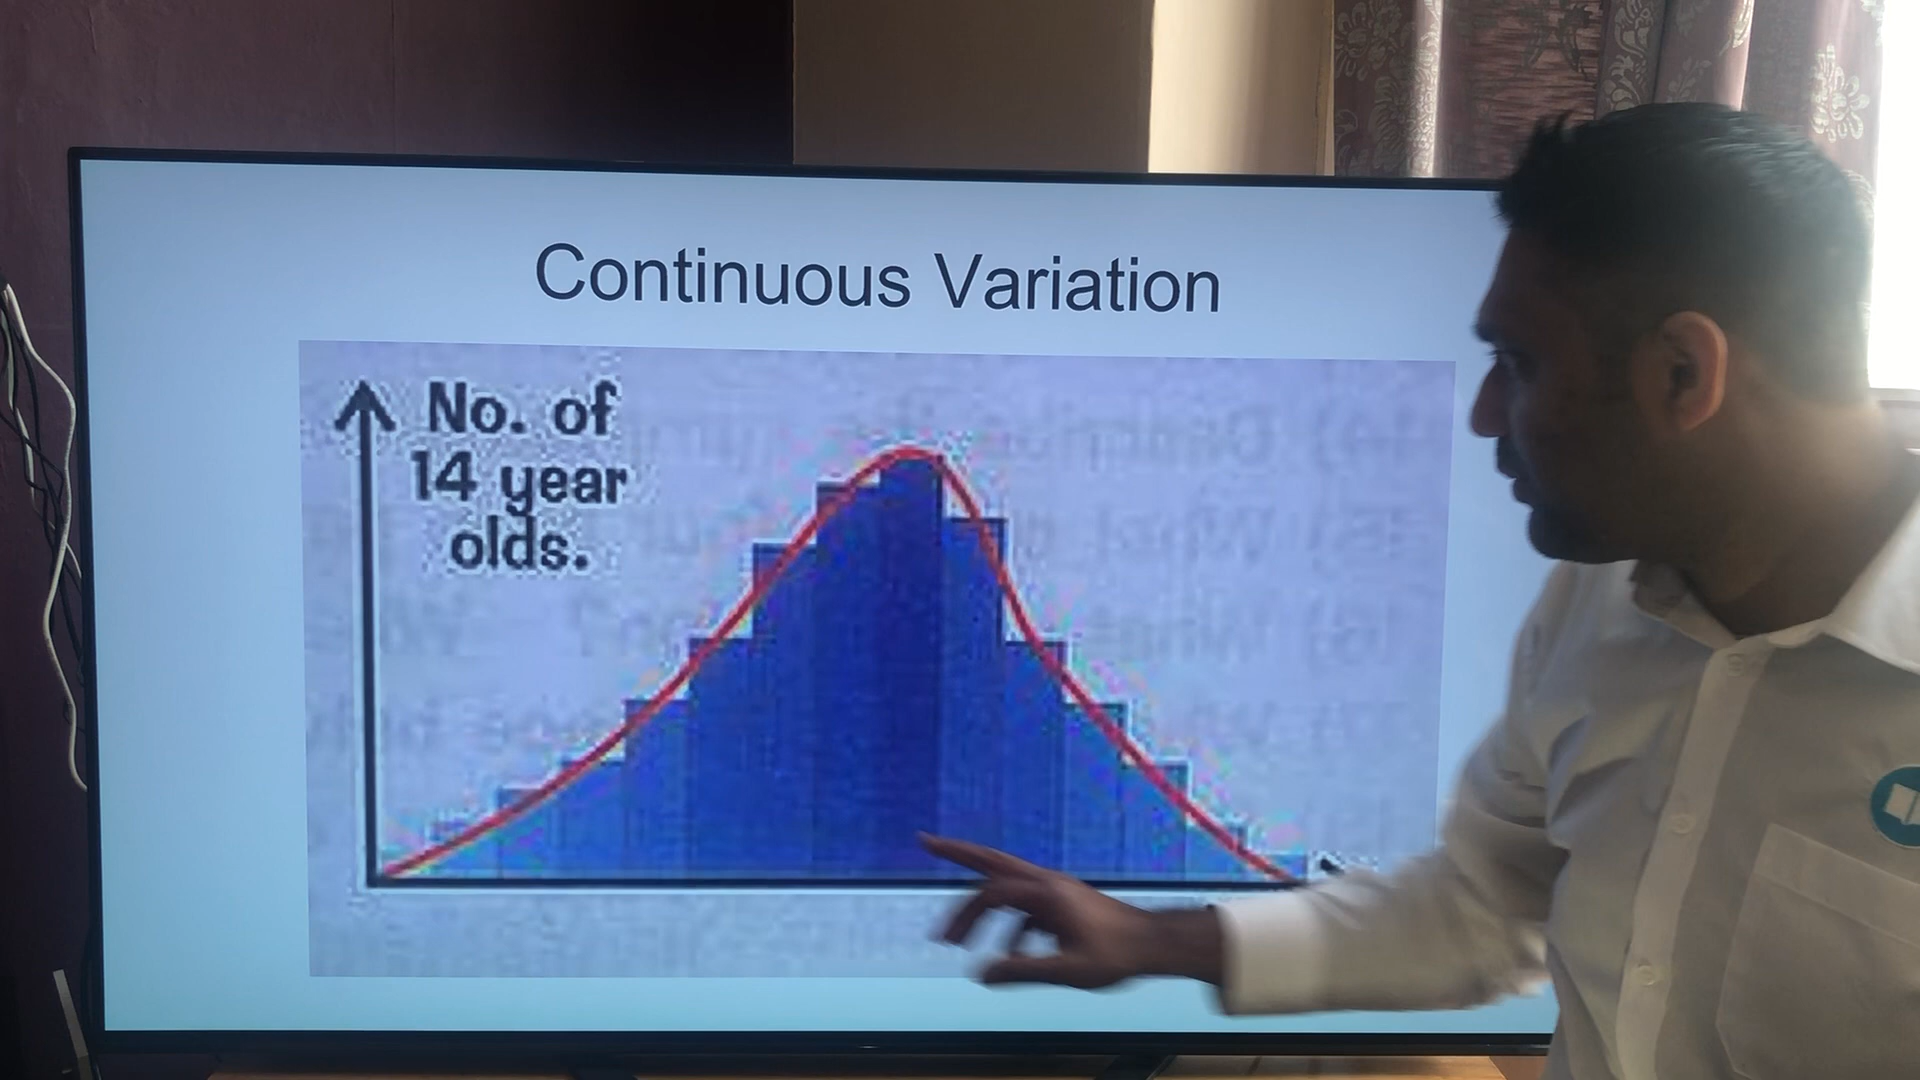 Continuous Variation
No. of
14 year
olds.